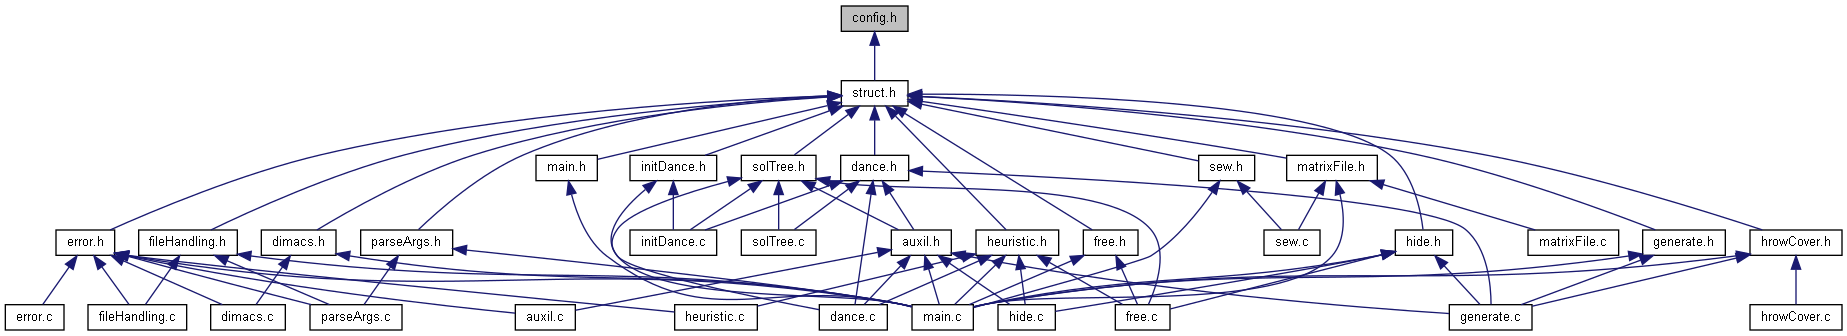 config.h
struct.h
main.h
initDance.h
solTree.h
dance.h
sew.h
matrixFile.h
error.h
fileHandling.h
dimacs.h
parseArgs.h
initDance.c
solTree.c
auxil.h
heuristic.h
free.h
sew.c
hide.h
matrixFile.c
generate.h
hrowCover.h
error.c
fileHandling.c
dimacs.c
parseArgs.c
auxil.c
heuristic.c
dance.c
main.c
hide.c
free.c
generate.c
hrowCover.c